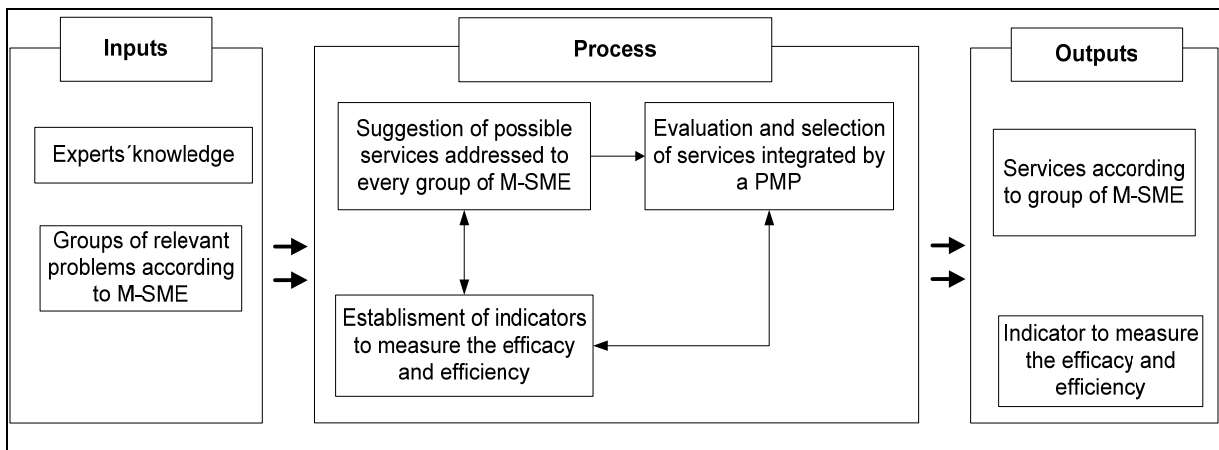 Inputs
Experts´knowledge
Groups of relevant
problems according
to M-SME
Process
Suggestion of possible
services addressed to
every group of M-SME
Evaluation and selection
of services integrated by
a PMP
Establisment of indicators
to measure the efficacy
and efficiency
Outputs
Services according
to group of M-SME
Indicator to measure
the efficacy and
efficiency